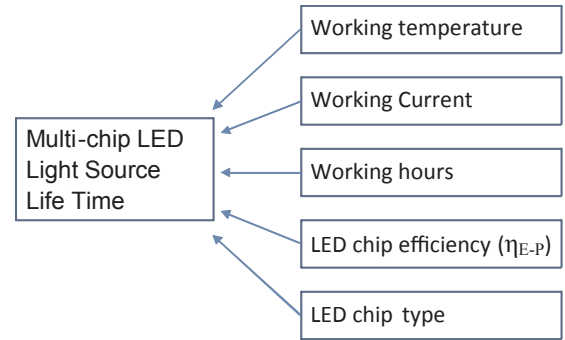 Working temperature
Working Current
Multi-chip LED
Light Source
Life Time
Working hours
LED chip efficiency (ηE-P)
LED chip type